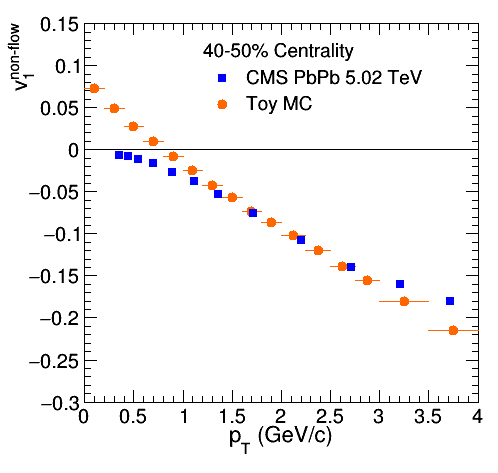 v₁ⁿᵒⁿ⁻ᶠˡᵒʷ
0.15
0.1
0.05
0
−0.05
−0.1
−0.15
−0.2
−0.25
−0.3
40-50% Centrality
CMS PbPb 5.02 TeV
Toy MC
0 0.5 1 1.5 2 2.5 3 3.5 4
p_T (GeV/c)